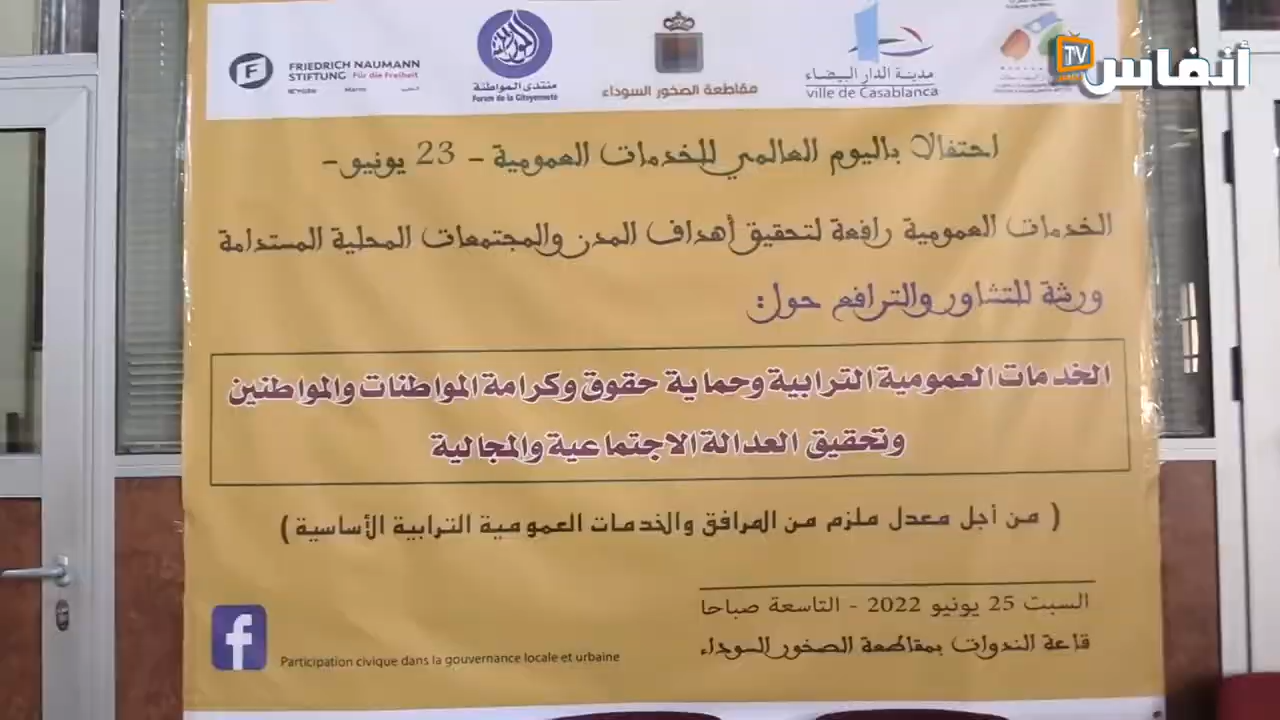 FRIEDRICH NAUMANN
STIFTUNG Für die Freiheit
Maroc
منتدى المواطنة
Forum de la Citoyenneté
مقاطعة الصخور السوداء
مدينة الدار البيضاء
ville de Casablanca
أنفاس TV
احتفالا باليوم العالمي للخدمات العمومية - 23 يونيو-
الخدمات العمومية رافعة لتحقيق أهداف المدن والمجتمعات المحلية المستدامة
ورشة للتشاور والترافع حول:
الخدمات العمومية الترابية وحماية حقوق وكرامة المواطنات والمواطنين
وتحقيق العدالة الاجتماعية والمجالية
( من أجل معدل ملزم من المرافق والخدمات العمومية الترابية الأساسية )
السبت 25 يونيو 2022 - التاسعة صباحا
قاعة الندوات بمقاطعة الصخور السوداء
f
Participation civique dans la gouvernance locale et urbaine